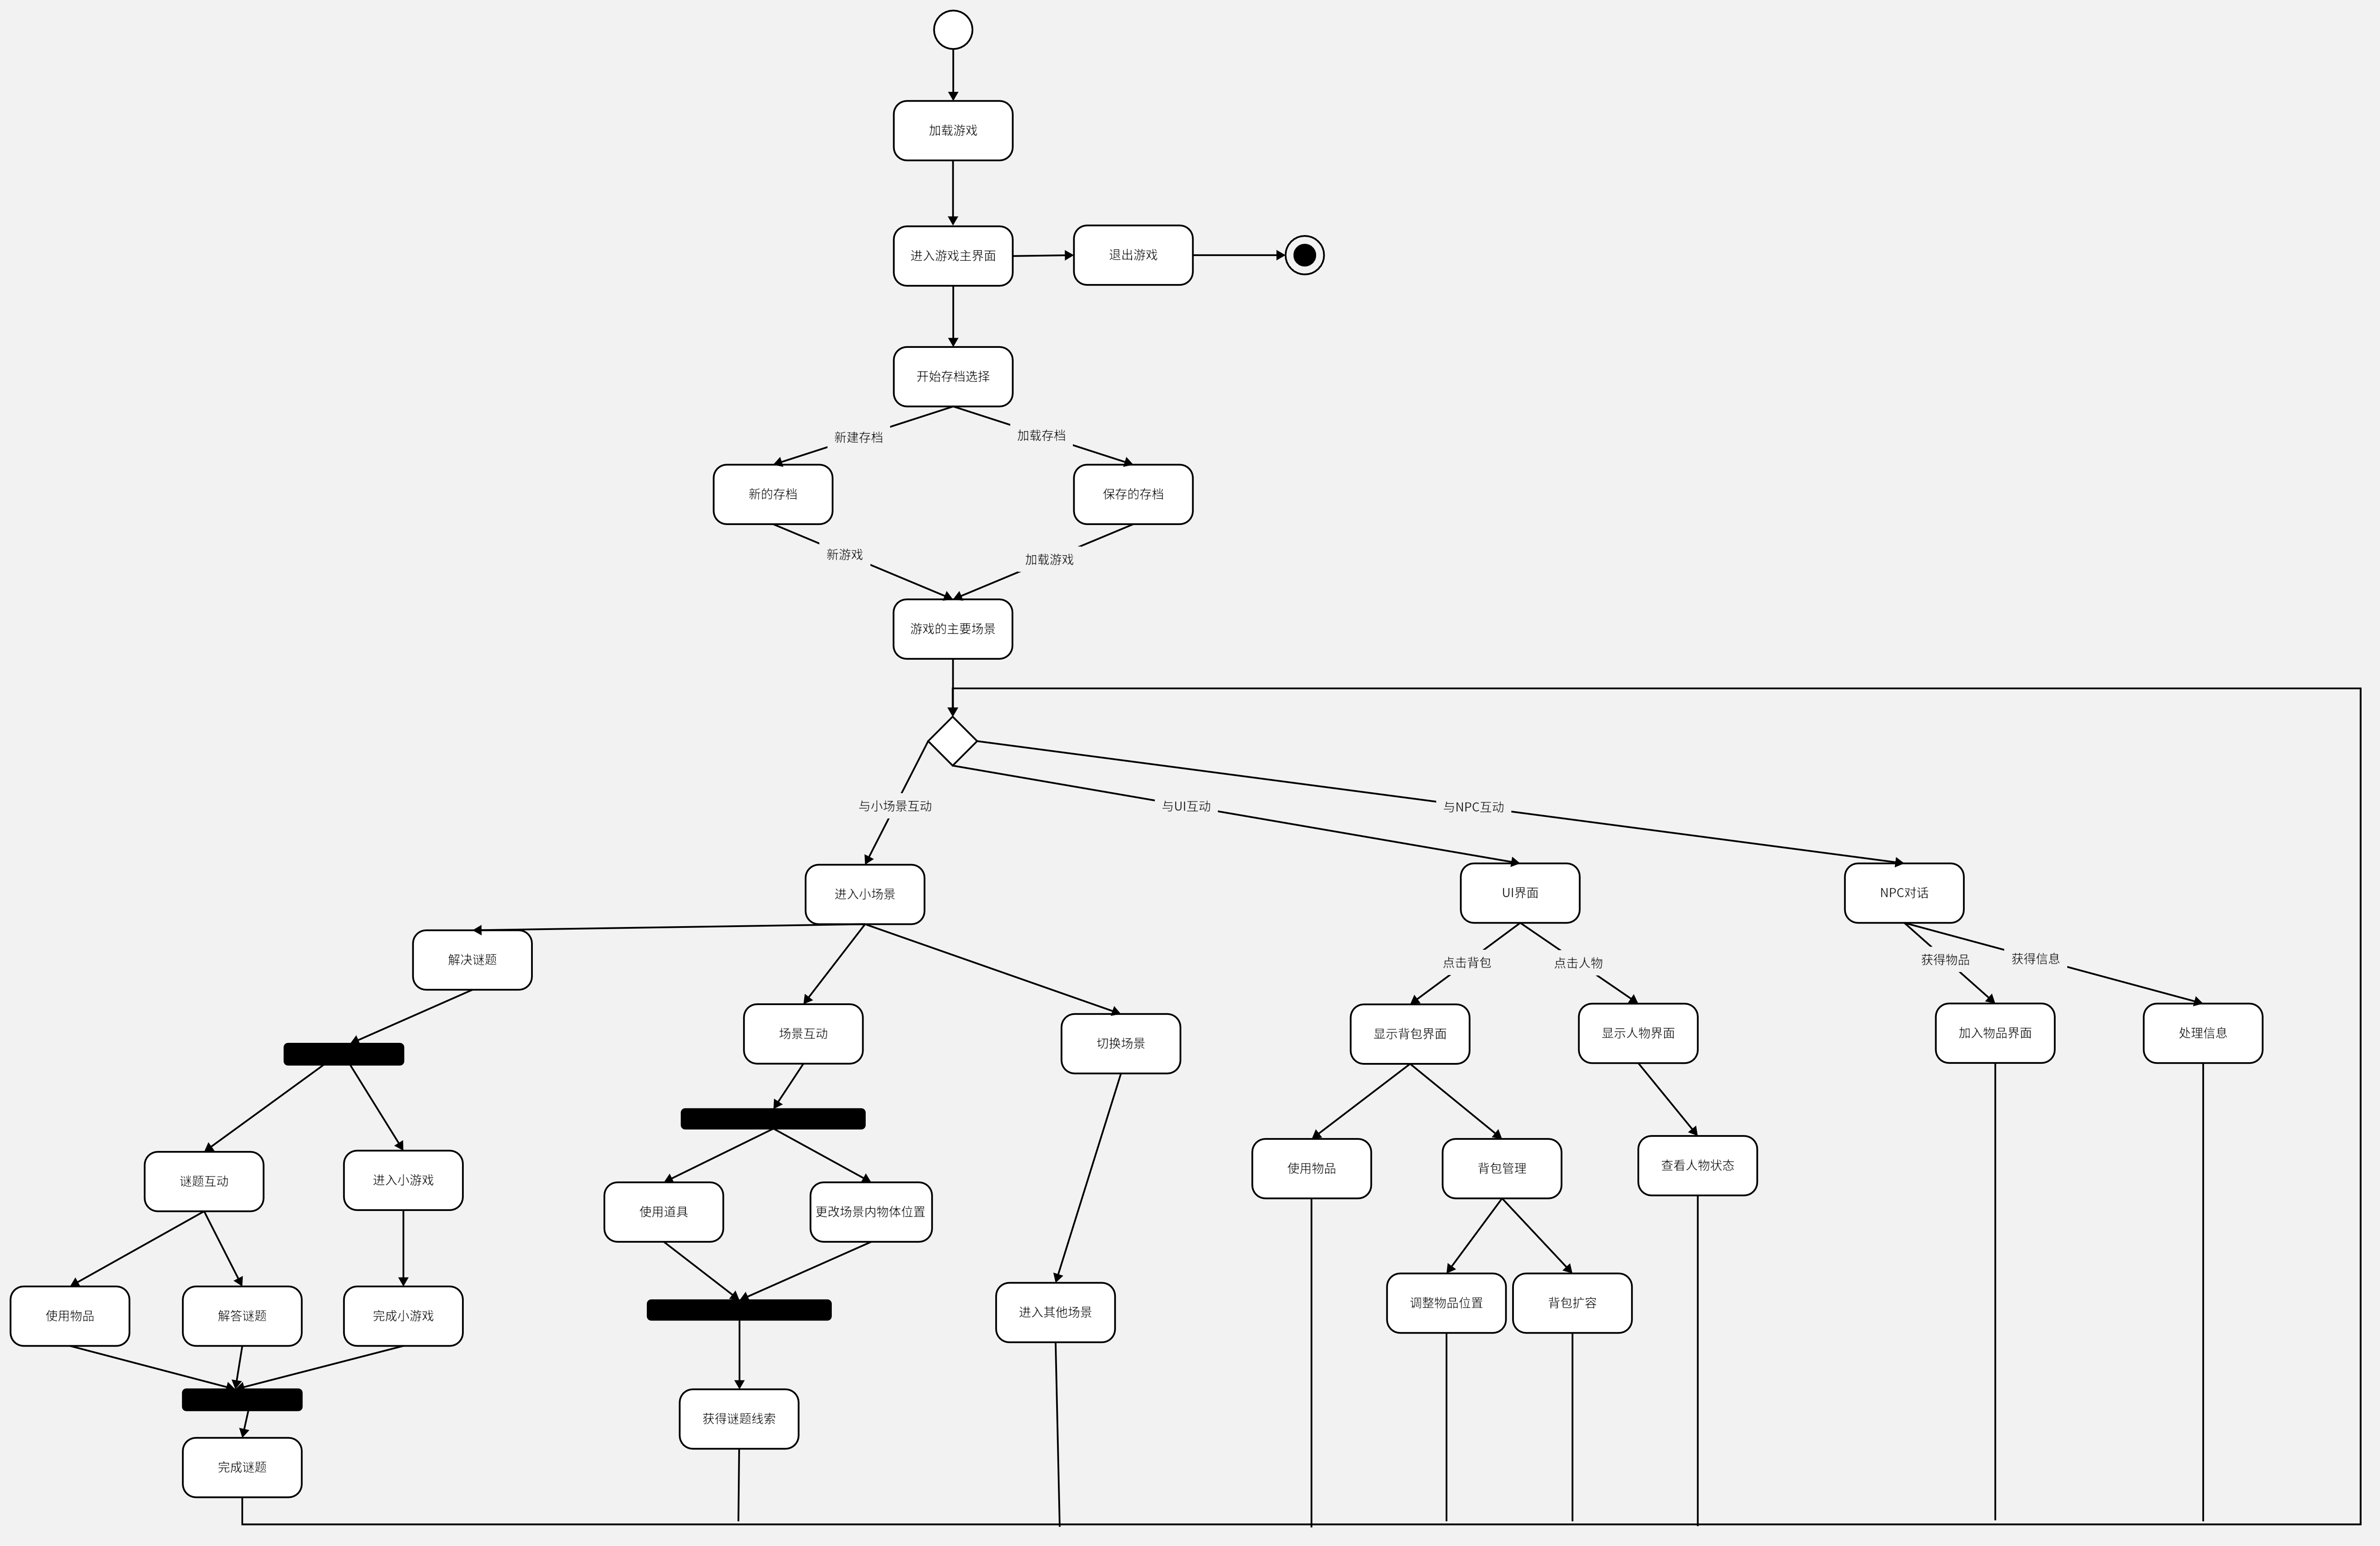 加载游戏
进入游戏主界面
退出游戏
开始存档选择
新建存档
加载存档
新的存档
保存的存档
新游戏
加载游戏
游戏的主要场景
与小场景互动
与UI互动
与NPC互动
进入小场景
UI界面
NPC对话
解决谜题
点击背包
点击人物
获得物品
获得信息
场景互动
切换场景
显示背包界面
显示人物界面
加入物品界面
处理信息
谜题互动
进入小游戏
使用道具
更改场景内物体位置
使用物品
背包管理
查看人物状态
使用物品
解答谜题
完成小游戏
进入其他场景
调整物品位置
背包扩容
获得谜题线索
完成谜题